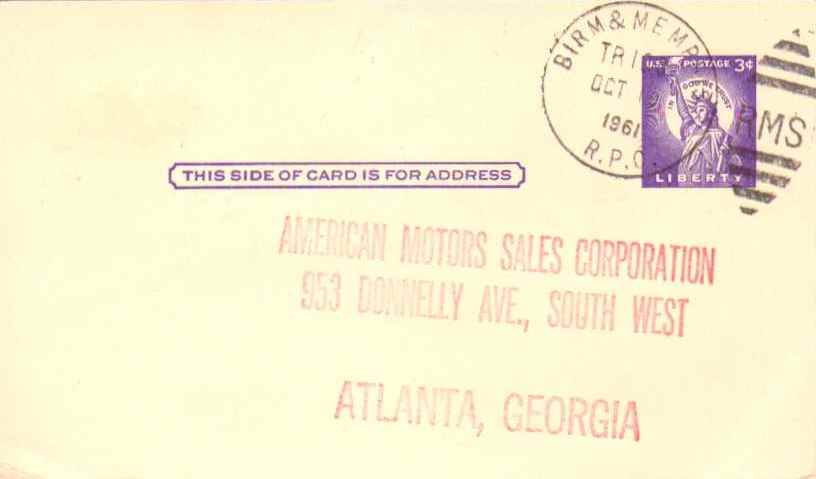 BIRM & MEMP
TR 1
OCT
1961
R.P.O.
RMS
U.S. POSTAGE 3¢
IN GOD WE TRUST
LIBERTY
THIS SIDE OF CARD IS FOR ADDRESS
AMERICAN MOTORS SALES CORPORATION
953 DONNELLY AVE., SOUTH WEST
ATLANTA, GEORGIA